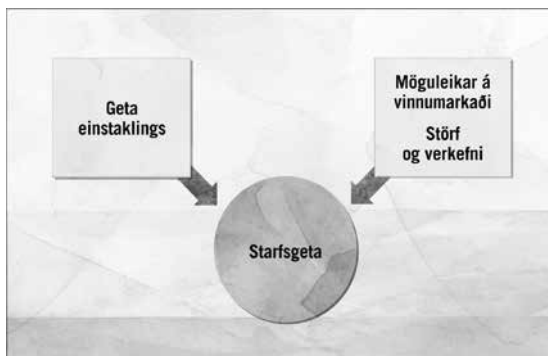 Geta
einstaklings
Möguleikar á
vinnumarkaði
Störf
og verkefni
Starfsgeta